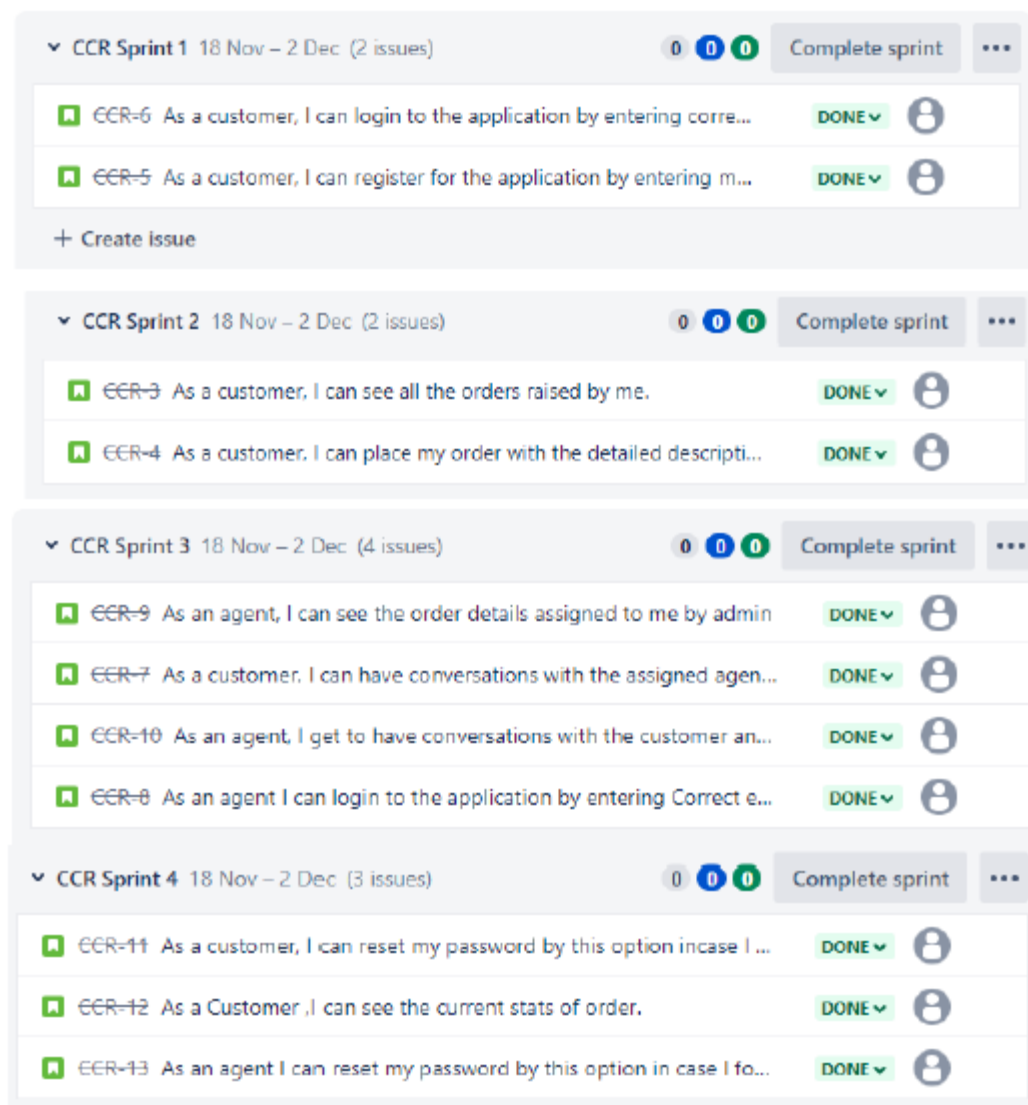 CCR Sprint 1 18 Nov – 2 Dec (2 issues) 0 0 0 Complete sprint •••
CCR-6 As a customer, I can login to the application by entering corre... DONE
CCR-5 As a customer, I can register for the application by entering m... DONE
+ Create issue
CCR Sprint 2 18 Nov – 2 Dec (2 issues) 0 0 0 Complete sprint •••
CCR-3 As a customer, I can see all the orders raised by me. DONE
CCR-4 As a customer, I can place my order with the detailed descripti... DONE
CCR Sprint 3 18 Nov – 2 Dec (4 issues) 0 0 0 Complete sprint •••
CCR-9 As an agent, I can see the order details assigned to me by admin DONE
CCR-7 As a customer, I can have conversations with the assigned agen... DONE
CCR-10 As an agent, I get to have conversations with the customer an... DONE
CCR-8 As an agent I can login to the application by entering Correct e... DONE
CCR Sprint 4 18 Nov – 2 Dec (3 issues) 0 0 0 Complete sprint •••
CCR-11 As a customer, I can reset my password by this option incase I ... DONE
CCR-12 As a Customer ,I can see the current stats of order. DONE
CCR-13 As an agent I can reset my password by this option in case I fo... DONE